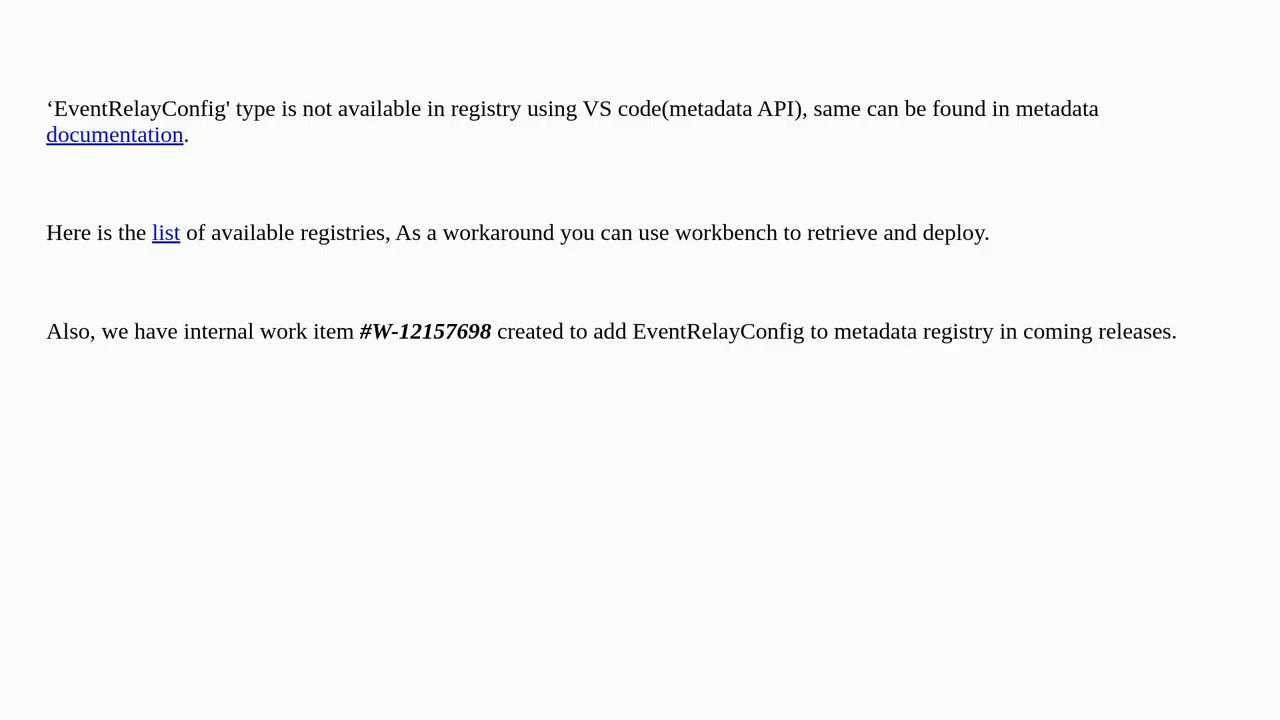 ‘EventRelayConfig' type is not available in registry using VS code(metadata API), same can be found in metadata
documentation.
Here is the list of available registries, As a workaround you can use workbench to retrieve and deploy.
Also, we have internal work item #W-12157698 created to add EventRelayConfig to metadata registry in coming releases.